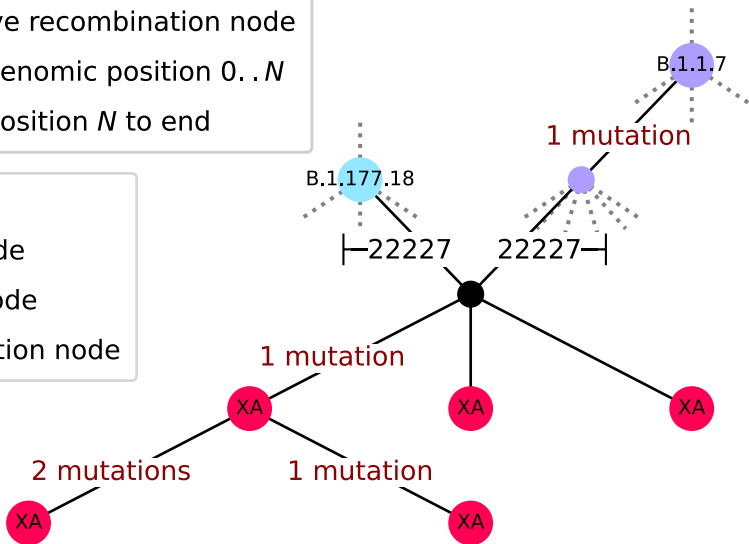 recombination node
enomic position 0..N
osition N to end
de
ode
tion node
B.1.1.7
1 mutation
B.1.177.18
22227
22227
1 mutation
XA
XA
XA
2 mutations
1 mutation
XA
XA